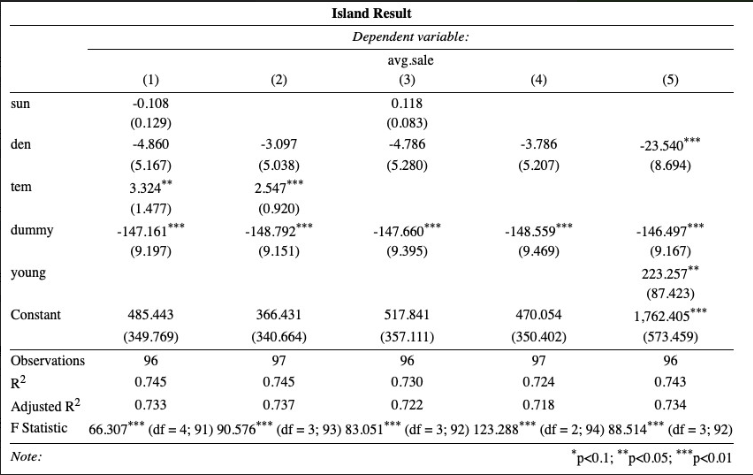 Island Result
Dependent variable:
avg.sale
(1) (2) (3) (4) (5)
sun -0.108 0.118
(0.129) (0.083)
den -4.860 -3.097 -4.786 -3.786 -23.540***
(5.167) (5.038) (5.280) (5.207) (8.694)
tem 3.324** 2.547***
(1.477) (0.920)
dummy -147.161*** -148.792*** -147.660*** -148.559*** -146.497***
(9.197) (9.151) (9.395) (9.469) (9.167)
young 223.257**
(87.423)
Constant 485.443 366.431 517.841 470.054 1,762.405***
(349.769) (340.664) (357.111) (350.402) (573.459)
Observations 96 97 96 97 96
R2 0.745 0.745 0.730 0.724 0.743
Adjusted R2 0.733 0.737 0.722 0.718 0.734
F Statistic 66.307*** (df = 4; 91) 90.576*** (df = 3; 93) 83.051*** (df = 3; 92) 123.288*** (df = 2; 94) 88.514*** (df = 3; 92)
Note: *p<0.1; **p<0.05; ***p<0.01